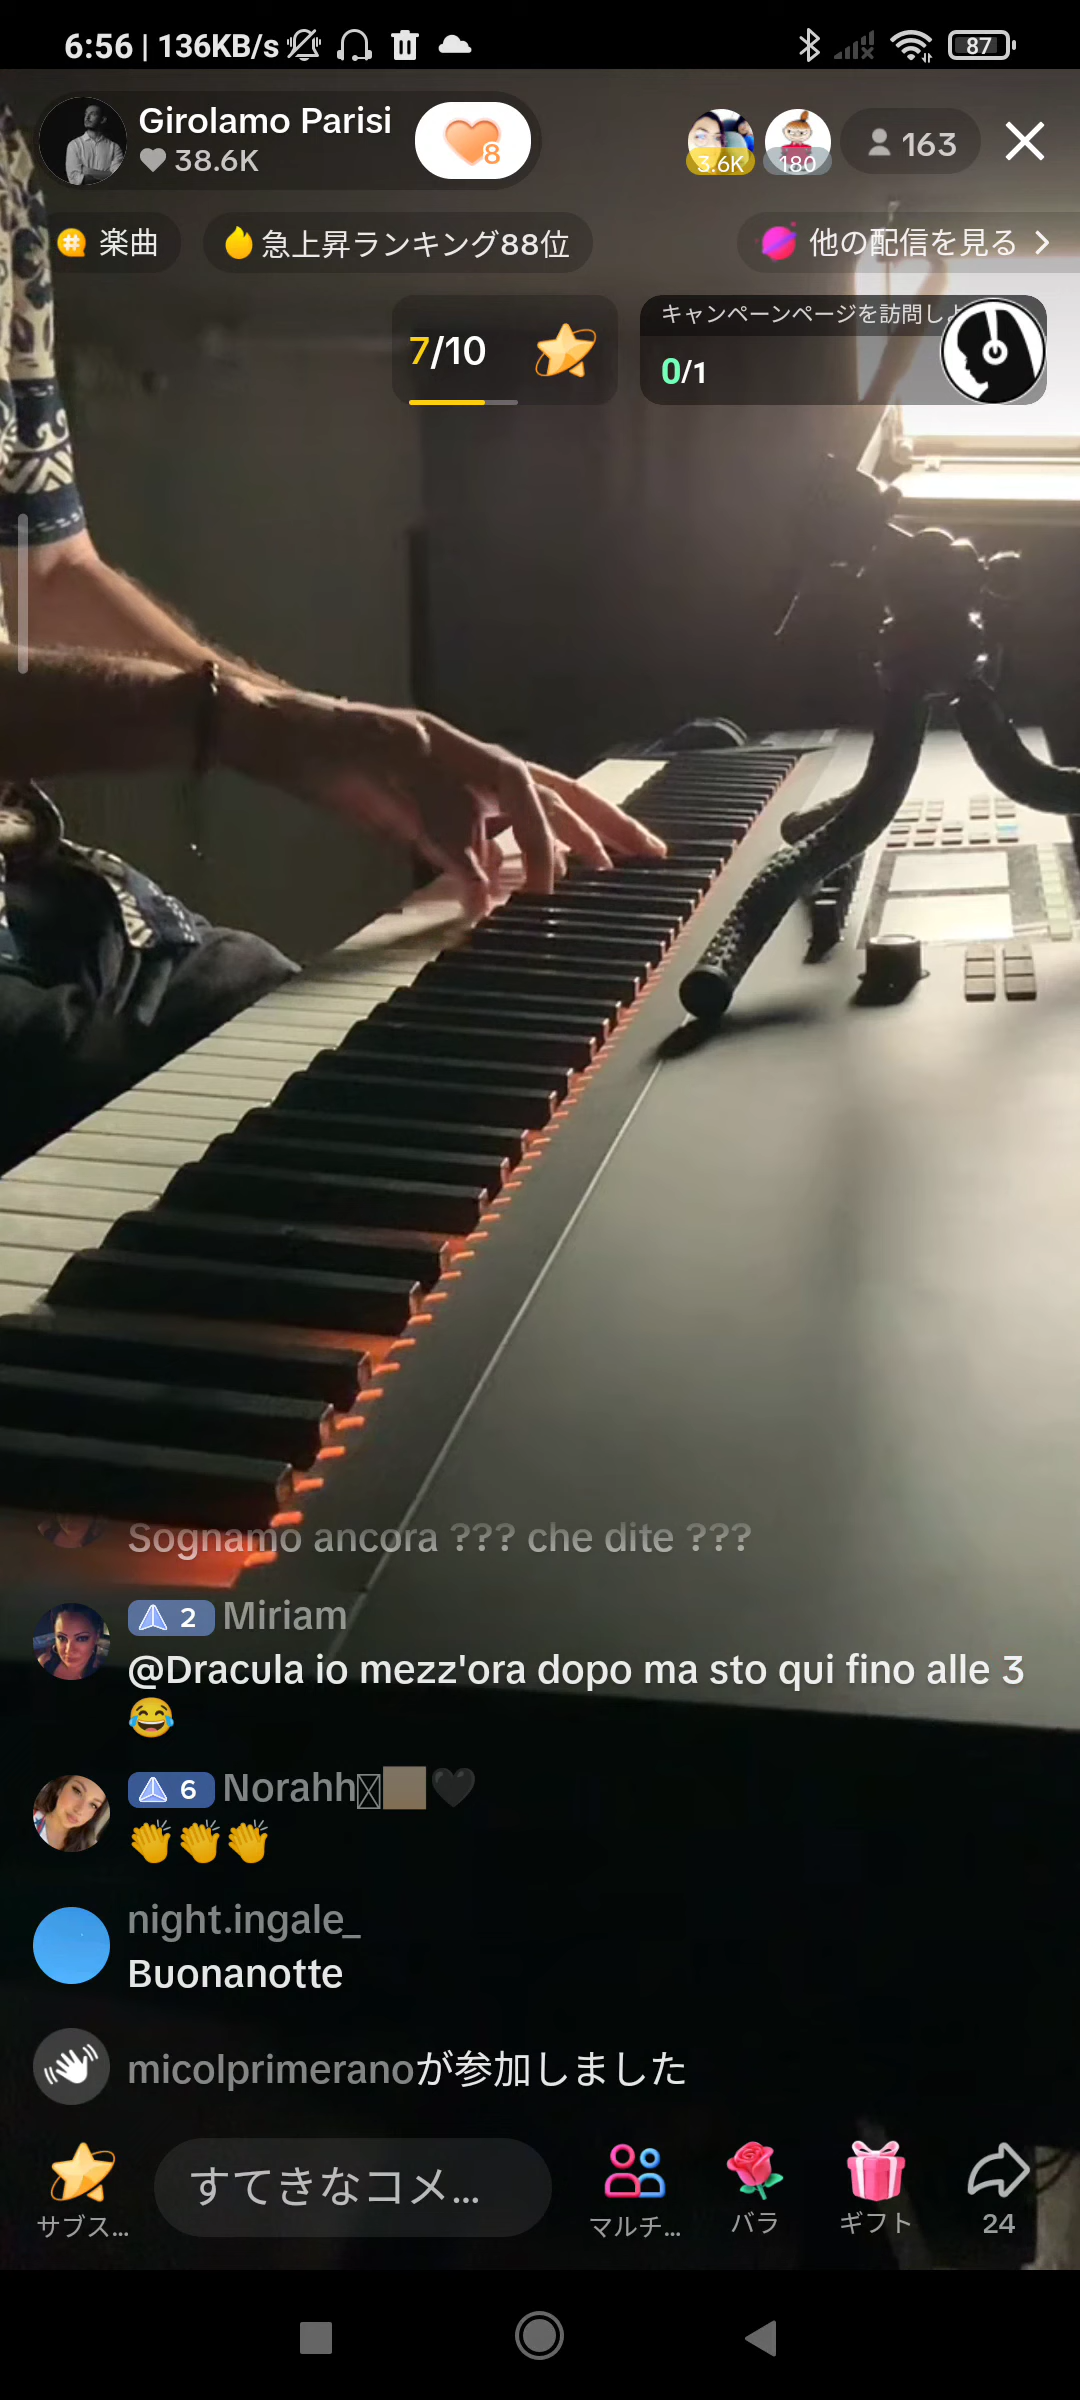 6:56 | 136KB/s
87
Girolamo Parisi
38.6K
8
3.6K
180
163
楽曲
急上昇ランキング88位
他の配信を見る
7/10
キャンペーンページを訪問しよ
0/1
Sognamo ancora ??? che dite ???
2 Miriam
@Dracula io mezz'ora dopo ma sto qui fino alle 3
😂
6 Norahh🖤
👏👏👏
night.ingale_
Buonanotte
micolprimeranoが参加しました
すてきなコメ...
サブス...
マルチ...
バラ
ギフト
24